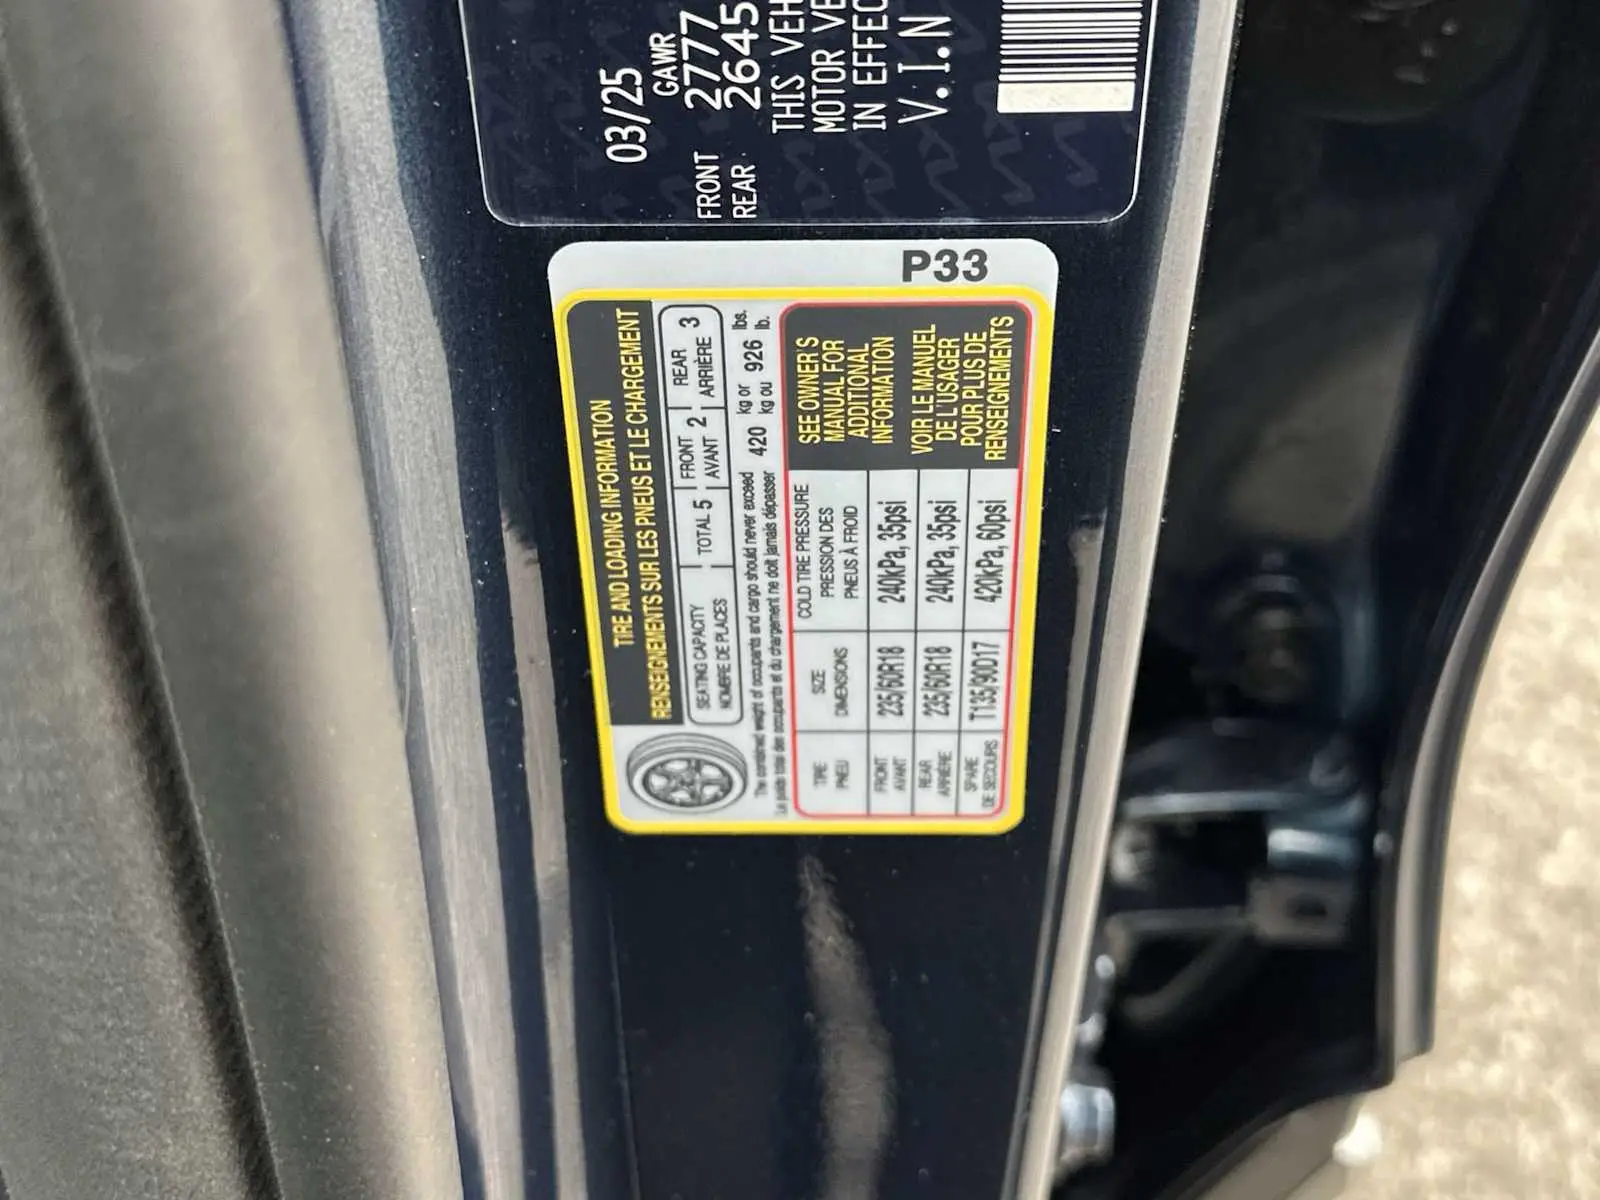 03/25
GAWR
FRONT 2777
REAR 2645
THIS VEH
MOTOR VE
IN EFFEC
V.I.N
P33
TIRE AND LOADING INFORMATION
RENSEIGNEMENTS SUR LES PNEUS ET LE CHARGEMENT
SEATING CAPACITY
NOMBRE DE PLACES
TOTAL 5
FRONT
AVANT 2
REAR
ARRIÈRE 3
The combined weight of occupants and cargo should never exceed 420 kg or 926 lbs.
Le poids total des occupants et du chargement ne doit jamais dépasser kg ou lb.
TIRE
PNEU
SIZE
DIMENSIONS
COLD TIRE PRESSURE
PRESSION DES
PNEUS À FROID
FRONT
AVANT
235/60R18
240kPa, 35psi
REAR
ARRIÈRE
235/60R18
240kPa, 35psi
SPARE
DE SECOURS
T135/90D17
420kPa, 60psi
SEE OWNER'S
MANUAL FOR
ADDITIONAL
INFORMATION
VOIR LE MANUEL
DE L'USAGER
POUR PLUS DE
RENSEIGNEMENTS